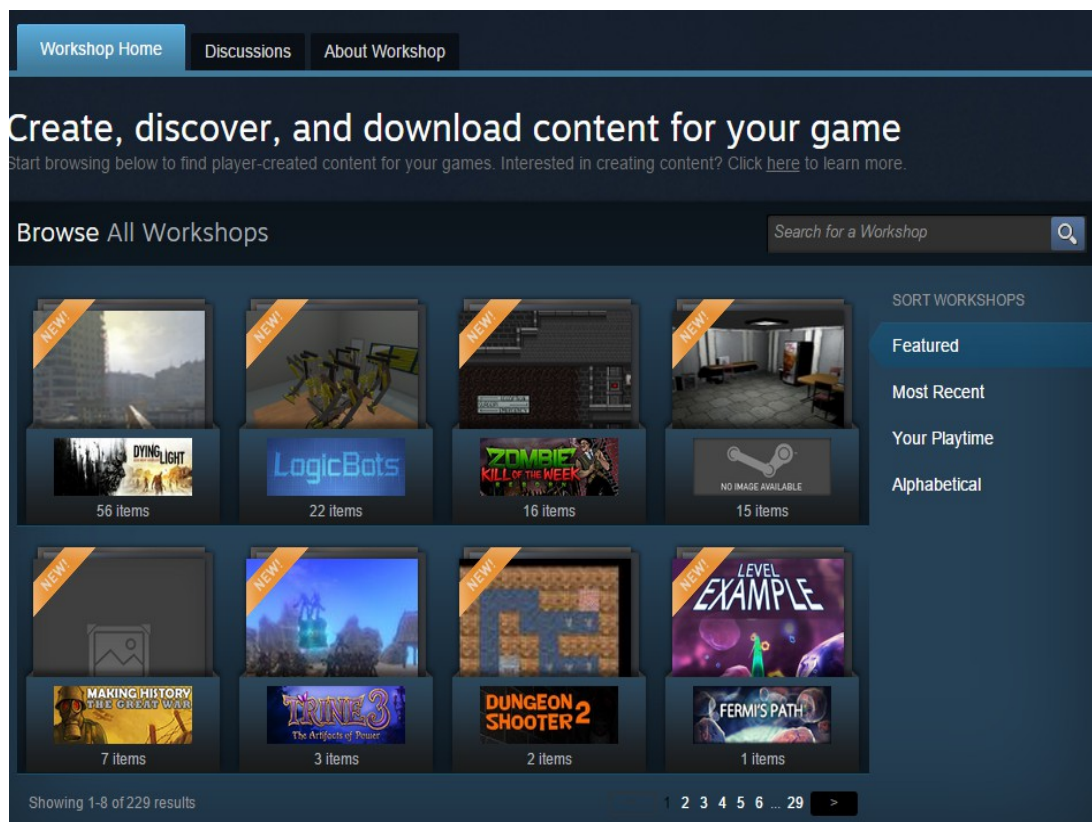 Workshop Home
Discussions
About Workshop
Create, discover, and download content for your game
Start browsing below to find player-created content for your games. Interested in creating content? Click here to learn more.
Browse All Workshops
Search for a Workshop
SORT WORKSHOPS
Featured
Most Recent
Your Playtime
Alphabetical
NEW!
NEW!
NEW!
NEW!
DYING LIGHT
LogicBots
ZOMBIE
KILL OF THE WEEK
NO IMAGE AVAILABLE
56 items
22 items
16 items
15 items
NEW!
NEW!
NEW!
LEVEL
EXAMPLE
MAKING HISTORY
THE GREAT WAR
TRINE 3
The Artifacts of Power
DUNGEON
SHOOTER 2
FERMI'S PATH
7 items
3 items
2 items
1 items
Showing 1-8 of 229 results
1 2 3 4 5 6 ... 29 >